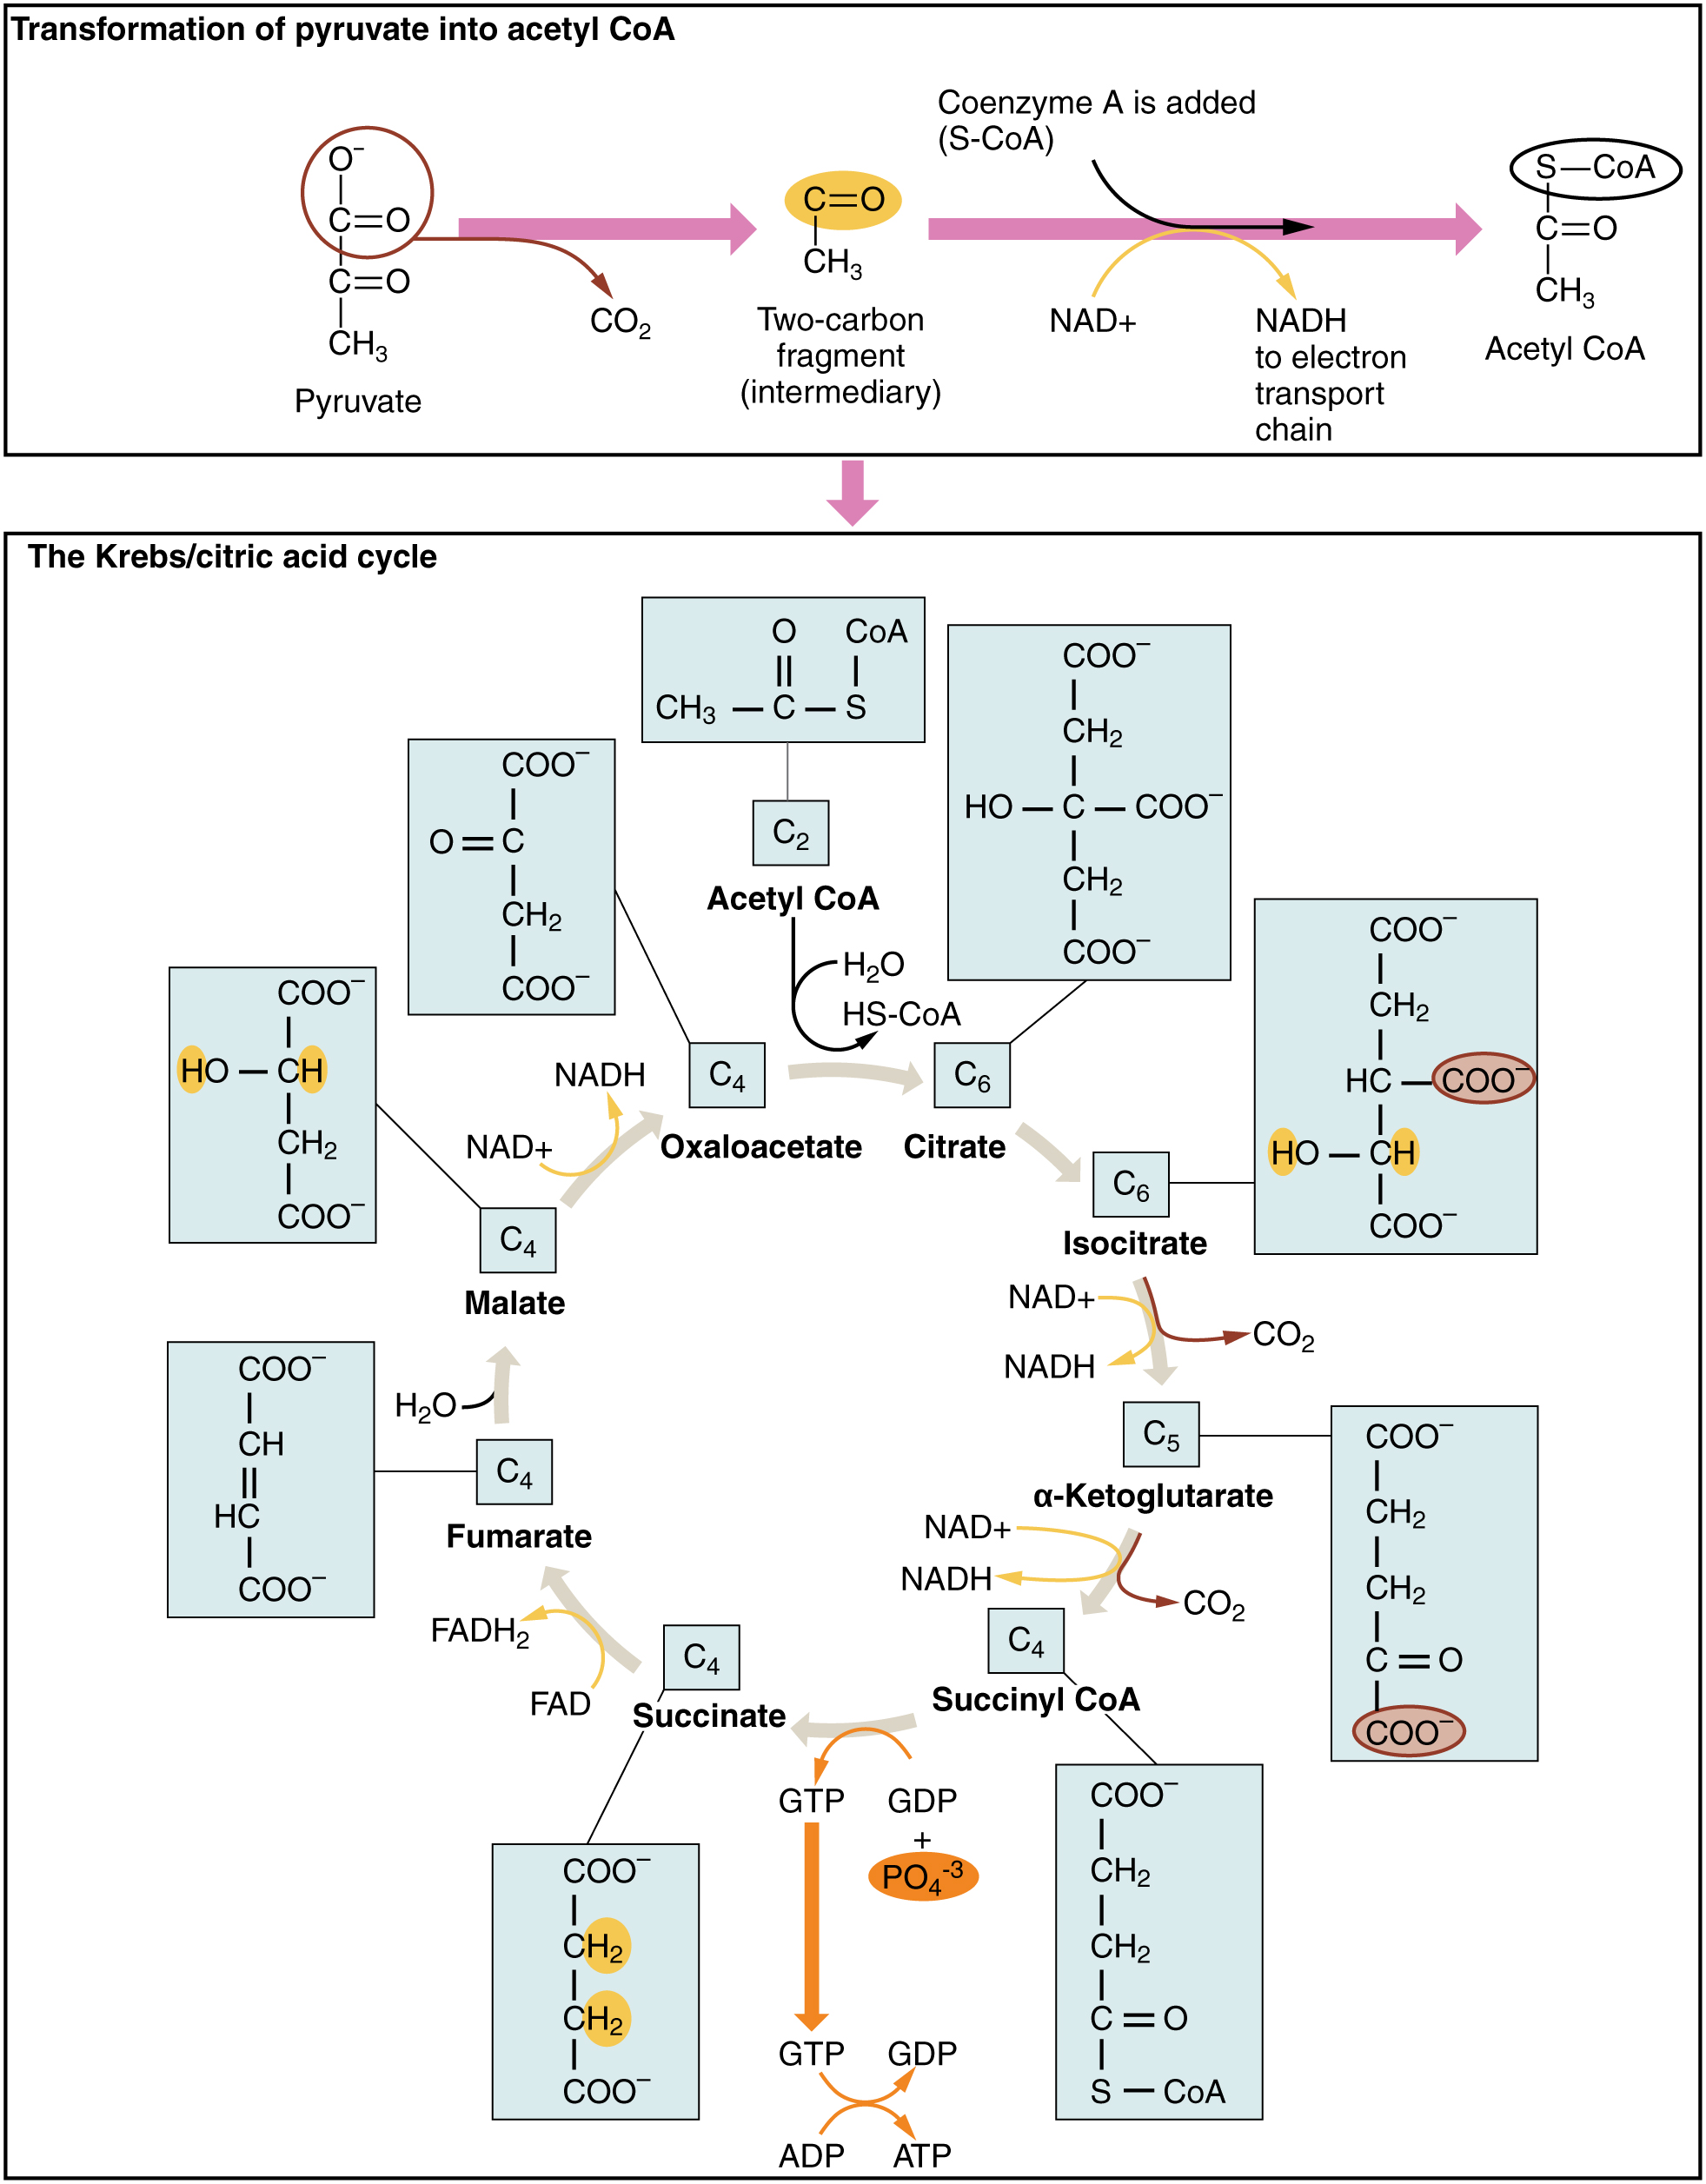 Transformation of pyruvate into acetyl CoA
Coenzyme A is added
(S-CoA)
O⁻
C=O
C=O
CH₃
Pyruvate
CO₂
C=O
CH₃
Two-carbon
fragment
(intermediary)
NAD+
NADH
to electron
transport
chain
S—CoA
C=O
CH₃
Acetyl CoA
The Krebs/citric acid cycle
O CoA
CH₃ — C — S
C₂
Acetyl CoA
H₂O
HS-CoA
COO⁻
O=C
CH₂
COO⁻
C₄
Oxaloacetate
COO⁻
CH₂
HO — C — COO⁻
CH₂
COO⁻
C₆
Citrate
COO⁻
CH₂
HC — COO⁻
HO — CH
COO⁻
C₆
Isocitrate
NAD+
NADH
CO₂
C₅
α-Ketoglutarate
COO⁻
CH₂
CH₂
C=O
COO⁻
NAD+
NADH
CO₂
C₄
Succinyl CoA
COO⁻
CH₂
CH₂
C=O
S — CoA
GTP GDP
+
PO₄⁻³
GTP GDP
ADP ATP
C₄
Succinate
COO⁻
CH₂
CH₂
COO⁻
FADH₂
FAD
C₄
Fumarate
COO⁻
CH
HC
COO⁻
H₂O
C₄
Malate
COO⁻
HO — CH
CH₂
COO⁻
NAD+
NADH